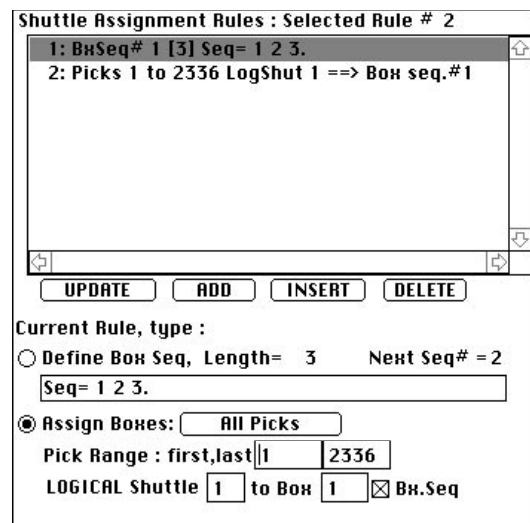 Shuttle Assignment Rules : Selected Rule # 2
1: BxSeq# 1 [3] Seq= 1 2 3.
2: Picks 1 to 2336 LogShut 1 ==> Box seq.#1
UPDATE ADD INSERT DELETE
Current Rule, type :
Define Box Seq, Length= 3 Next Seq# =2
Seq= 1 2 3.
Assign Boxes: All Picks
Pick Range : first,last 1 2336
LOGICAL Shuttle 1 to Box 1 Bx.Seq